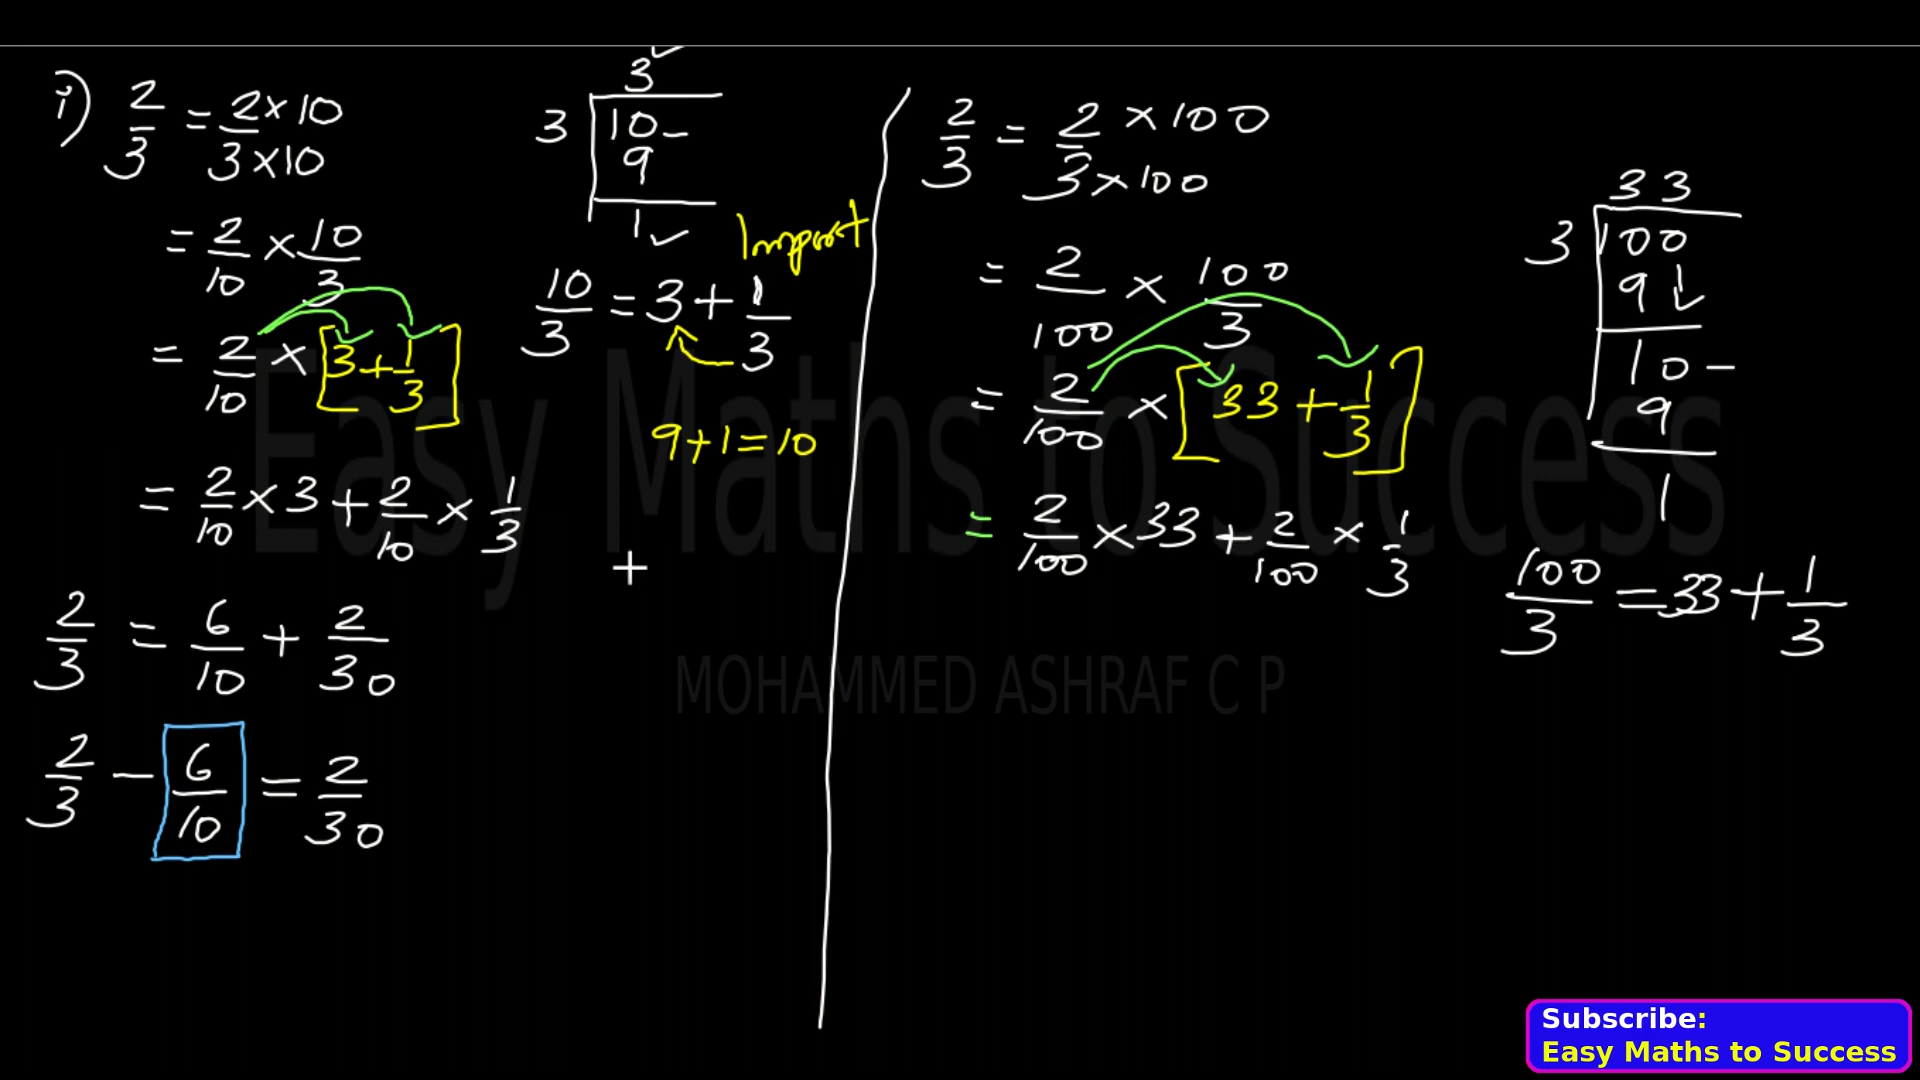 i) 2/3 = 2×10 / 3×10
= 2/10 × 10/3
= 2/10 × [3 + 1/3]
= 2/10 × 3 + 2/10 × 1/3
2/3 = 6/10 + 2/30
2/3 − 6/10 = 2/30
3
3 10 −
9
1
Import
10/3 = 3 + 1/3
9 + 1 = 10
+
2/3 = 2×100 / 3×100
= 2/100 × 100/3
= 2/100 × [33 + 1/3]
= 2/100 × 33 + 2/100 × 1/3
33
3 100
9
10 −
9
1
100/3 = 33 + 1/3
Easy Maths to Success
MOHAMMED ASHRAF C P
Subscribe:
Easy Maths to Success